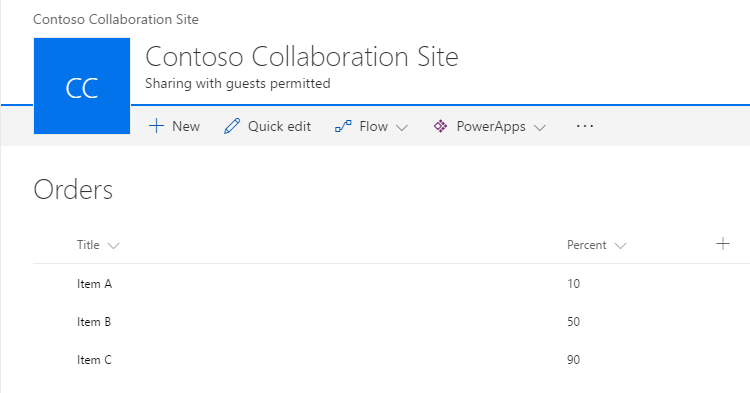 Contoso Collaboration Site
CC
Contoso Collaboration Site
Sharing with guests permitted
New Quick edit Flow PowerApps ...
Orders
Title Percent
Item A 10
Item B 50
Item C 90